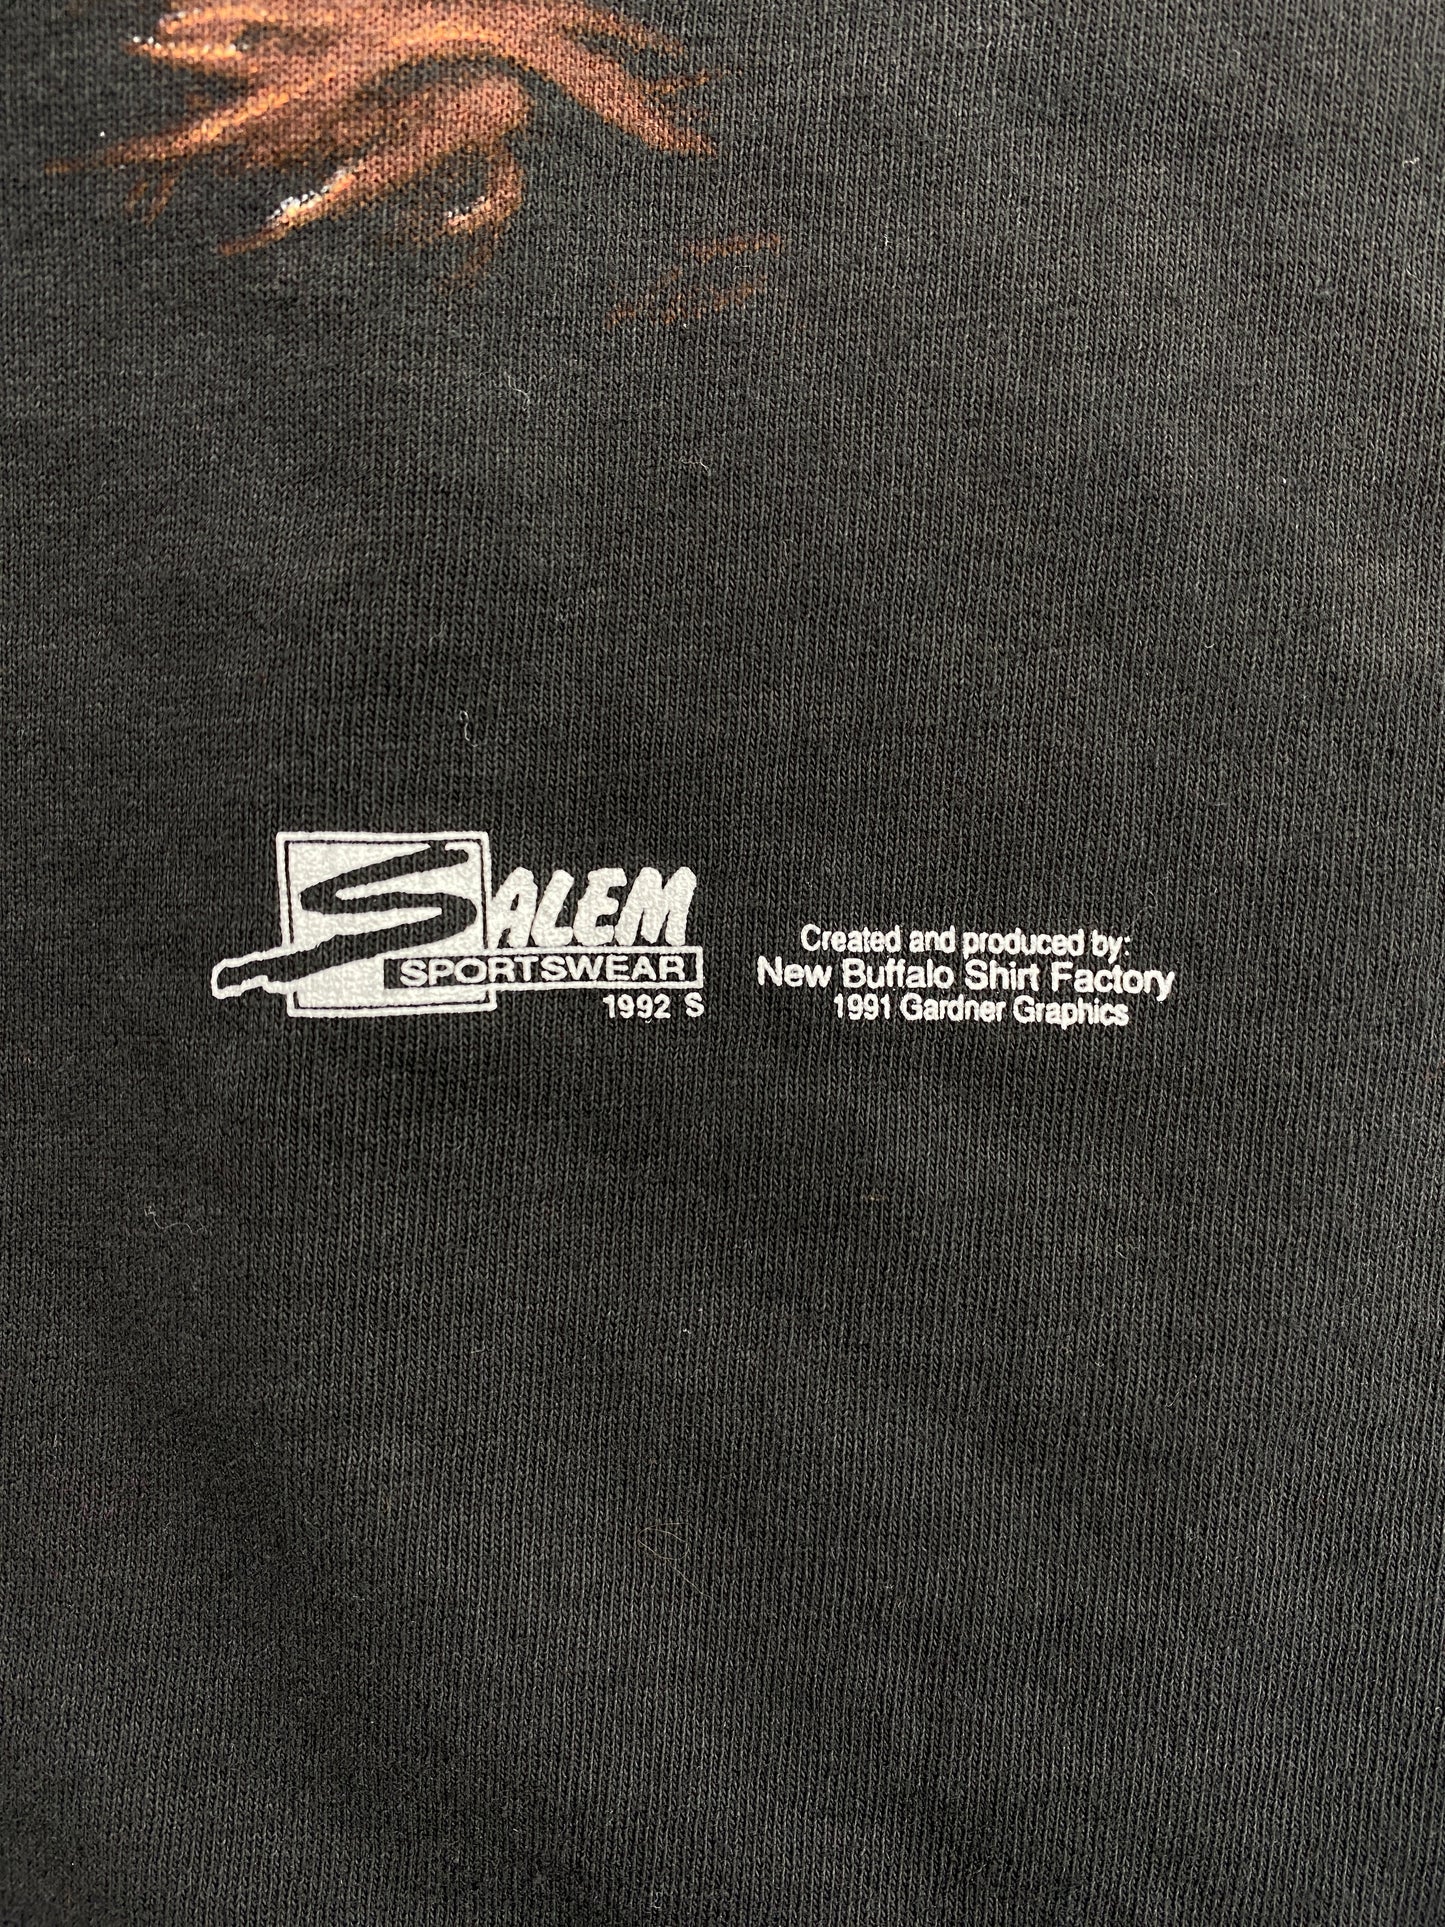 SALEM
SPORTSWEAR
1992 S
Created and produced by:
New Buffalo Shirt Factory
1991 Gardner Graphics